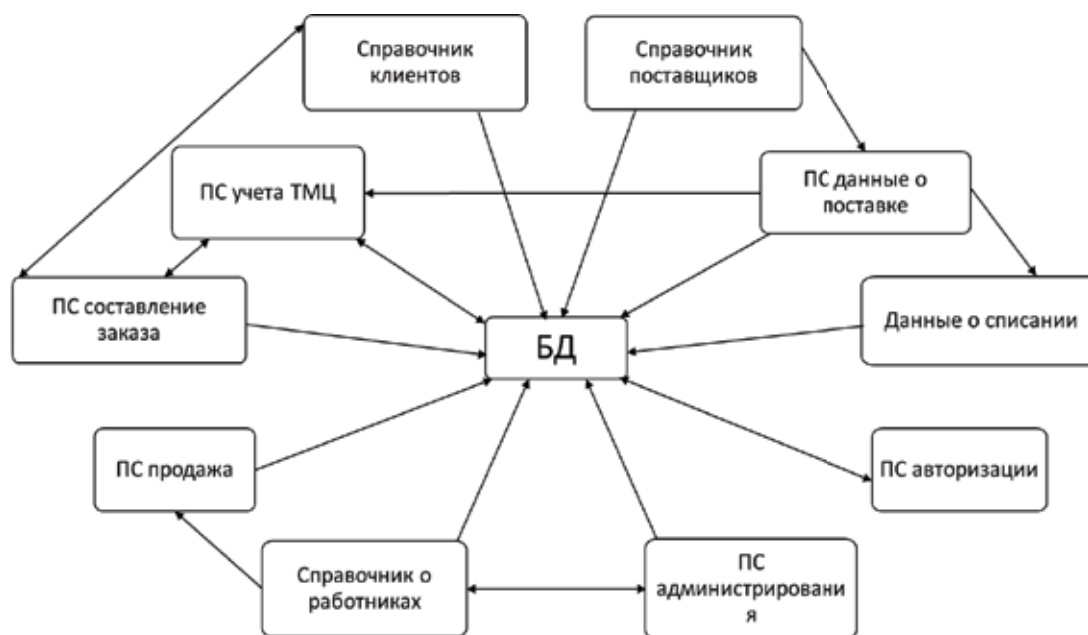 Справочник
клиентов
Справочник
поставщиков
ПС учета ТМЦ
ПС данные о
поставке
ПС составление
заказа
БД
Данные о списании
ПС продажа
ПС авторизации
Справочник о
работниках
ПС
администрировани
я